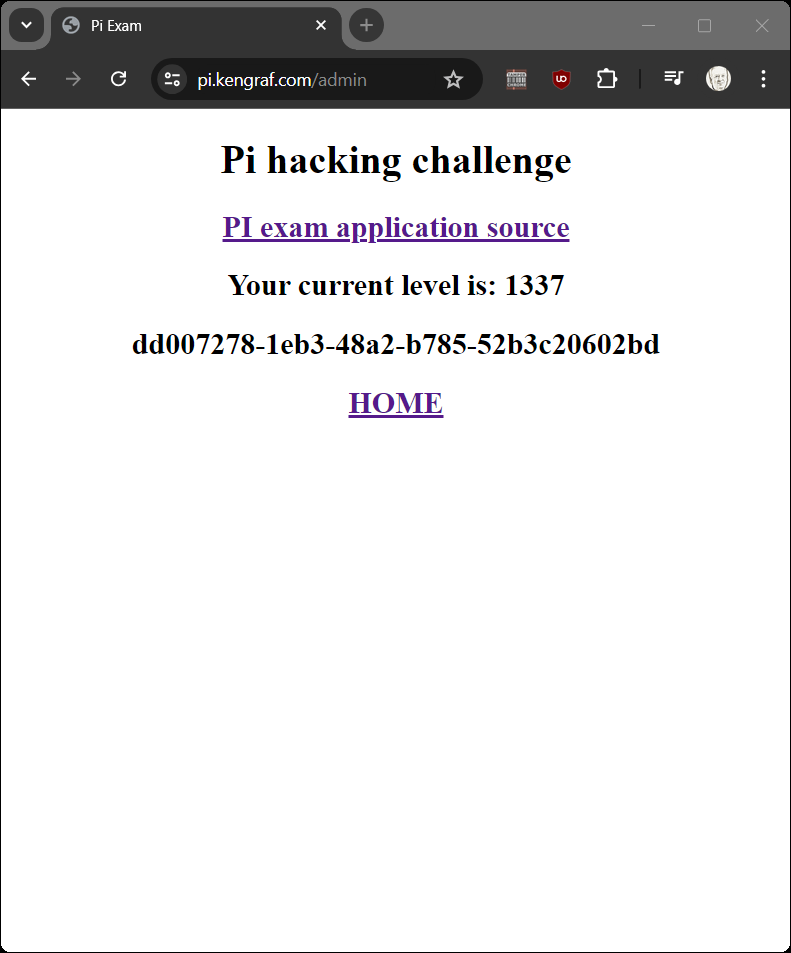 Pi Exam
pi.kengraf.com/admin
Pi hacking challenge
PI exam application source
Your current level is: 1337
dd007278-1eb3-48a2-b785-52b3c20602bd
HOME